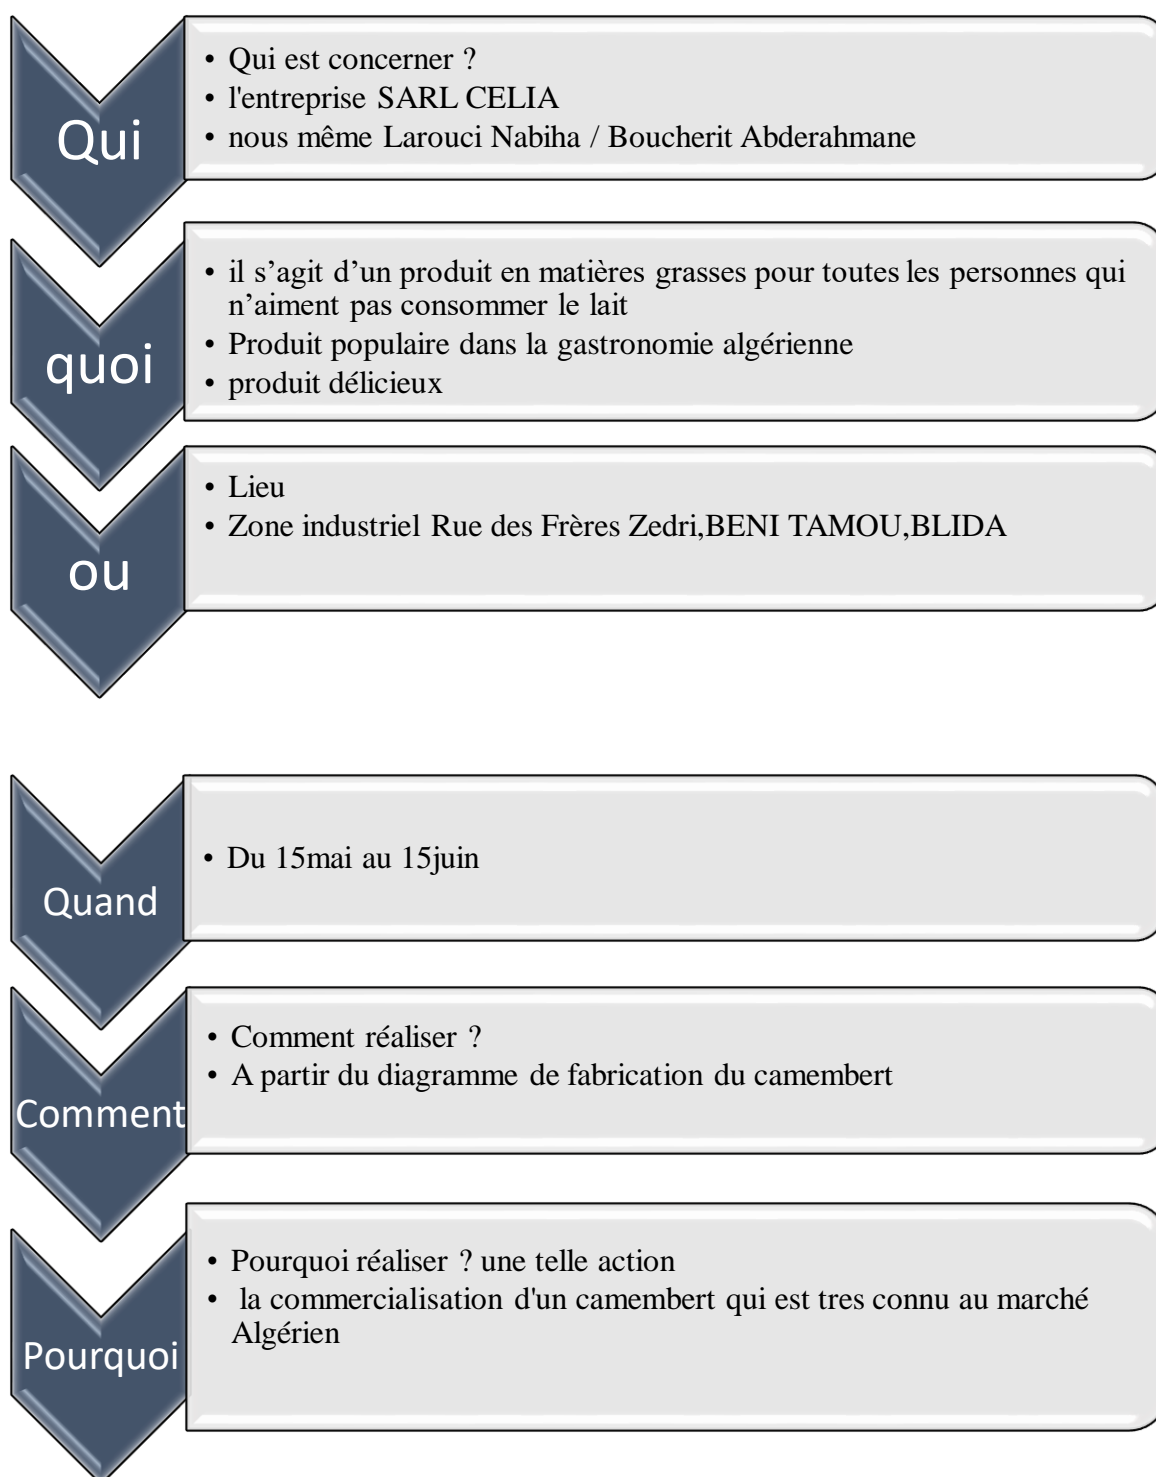 Qui
• Qui est concerner ?
• l'entreprise SARL CELIA
• nous même Larouci Nabiha / Boucherit Abderahmane
quoi
• il s’agit d’un produit en matières grasses pour toutes les personnes qui
n’aiment pas consommer le lait
• Produit populaire dans la gastronomie algérienne
• produit délicieux
ou
• Lieu
• Zone industriel Rue des Frères Zedri,BENI TAMOU,BLIDA
Quand
• Du 15mai au 15juin
Comment
• Comment réaliser ?
• A partir du diagramme de fabrication du camembert
Pourquoi
• Pourquoi réaliser ? une telle action
• la commercialisation d'un camembert qui est tres connu au marché
Algérien